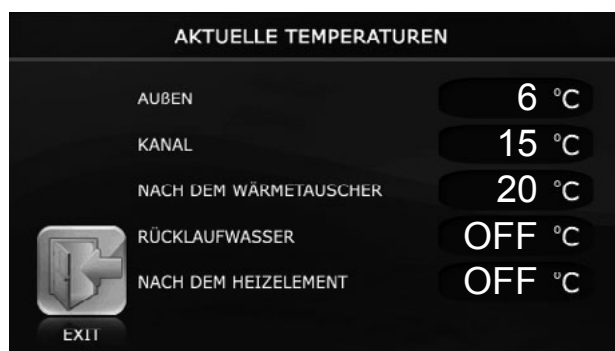 AKTUELLE TEMPERATUREN
AUßEN 6 °C
KANAL 15 °C
NACH DEM WÄRMETAUSCHER 20 °C
RÜCKLAUFWASSER OFF °C
NACH DEM HEIZELEMENT OFF °C
EXIT